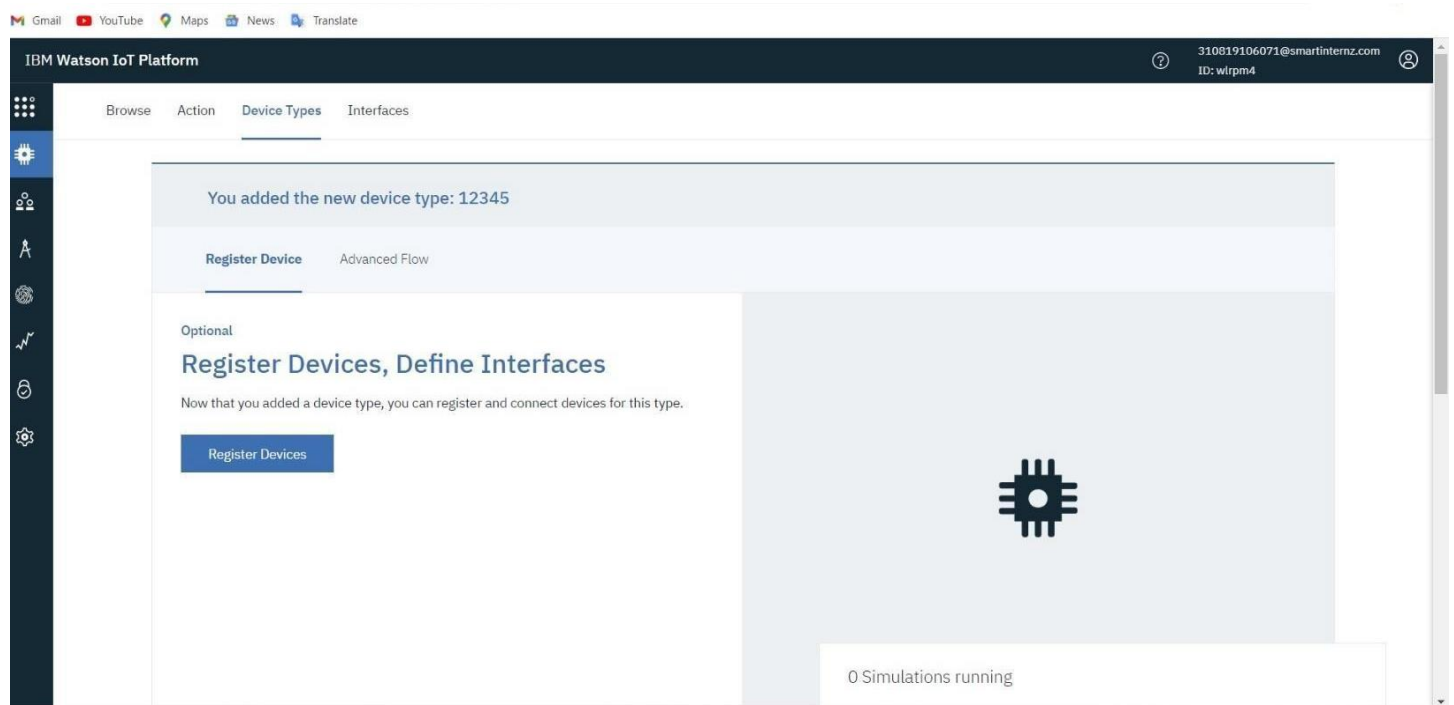 Gmail YouTube Maps News Translate
IBM Watson IoT Platform
310819106071@smartinternz.com
ID: wlrpm4
Browse Action Device Types Interfaces
You added the new device type: 12345
Register Device Advanced Flow
Optional
Register Devices, Define Interfaces
Now that you added a device type, you can register and connect devices for this type.
Register Devices
0 Simulations running